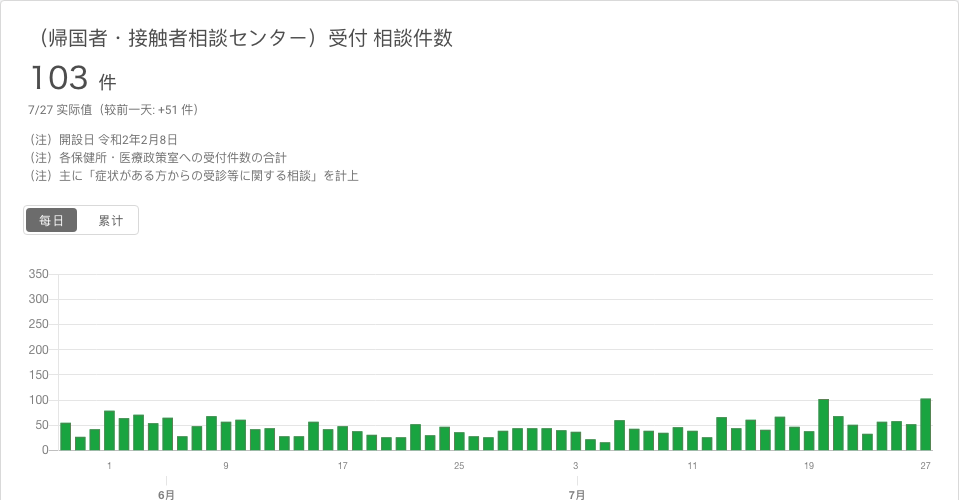 （帰国者・接触者相談センター）受付 相談件数
103 件
7/27 实际值（较前一天: +51 件）
（注）開設日 令和2年2月8日
（注）各保健所・医療政策室への受付件数の合計
（注）主に「症状がある方からの受診等に関する相談」を計上
每日 累计
350
300
250
200
150
100
50
0
1 9 17 25 3 11 19 27
6月 7月